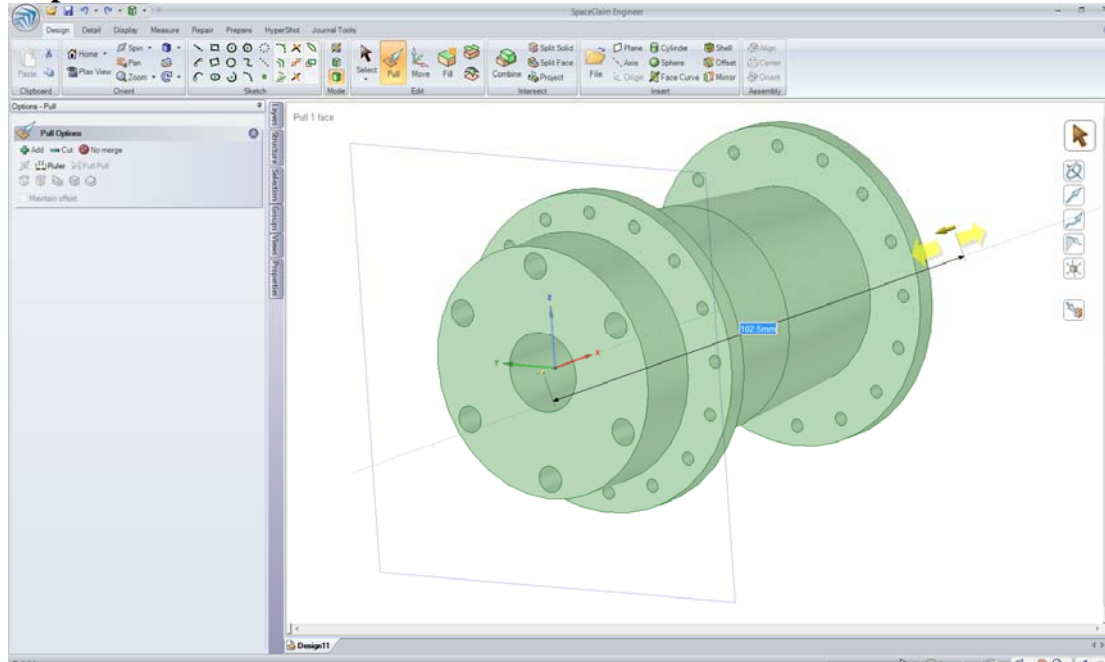 SpaceClaim Engineer
Design Detail Display Measure Repair Prepare HyperShot Journal Tools
Paste
Home
Plan View
Spin
Pan
Zoom
Select
Pull
Move
Fill
Combine
Split Solid
Split Face
Project
File
Plane
Axis
Origin
Cylinder
Sphere
Face Curve
Shell
Offset
Mirror
Align
Center
Orient
Clipboard Orient Sketch Mode Edit Intersect Insert Assembly
Options - Pull
Pull Options
Add Cut No merge
Ruler Full Pull
Maintain offset
Layers
Structure
Selection
Groups
Views
Properties
Pull 1 face
Z
Y
X
102.5mm
Design11